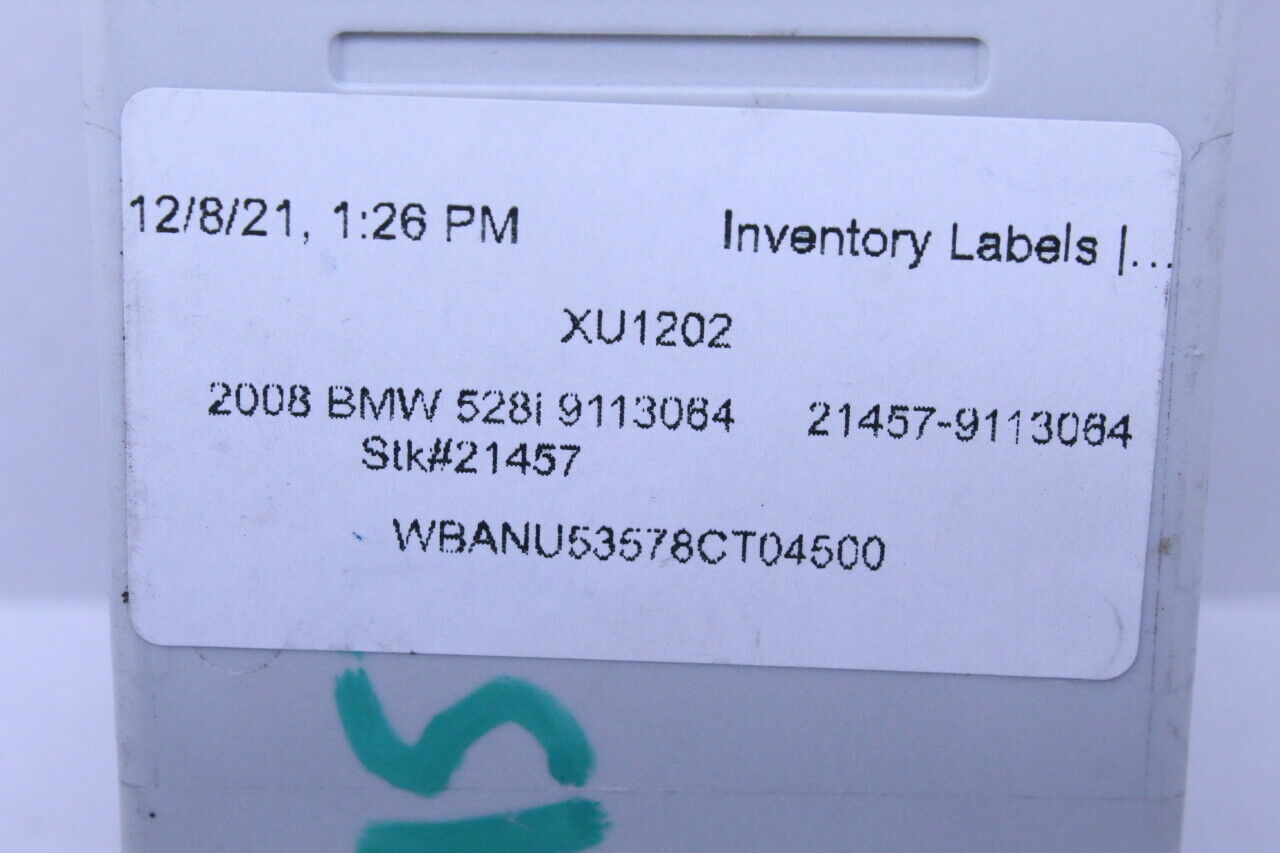 12/8/21, 1:26 PM Inventory Labels |...
XU1202
2008 BMW 528i 9113064 21457-9113064
Stk#21457
WBANU53578CT04500